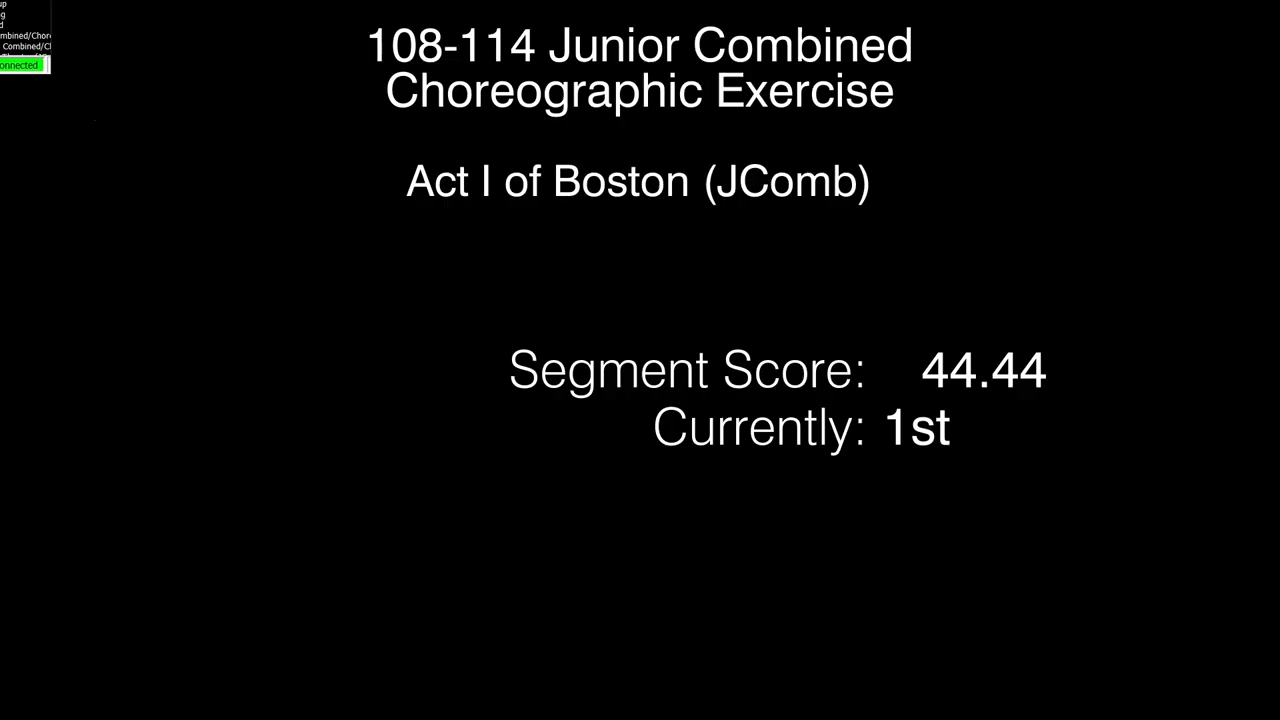 108-114 Junior Combined
Choreographic Exercise
Act I of Boston (JComb)
Segment Score: 44.44
Currently: 1st